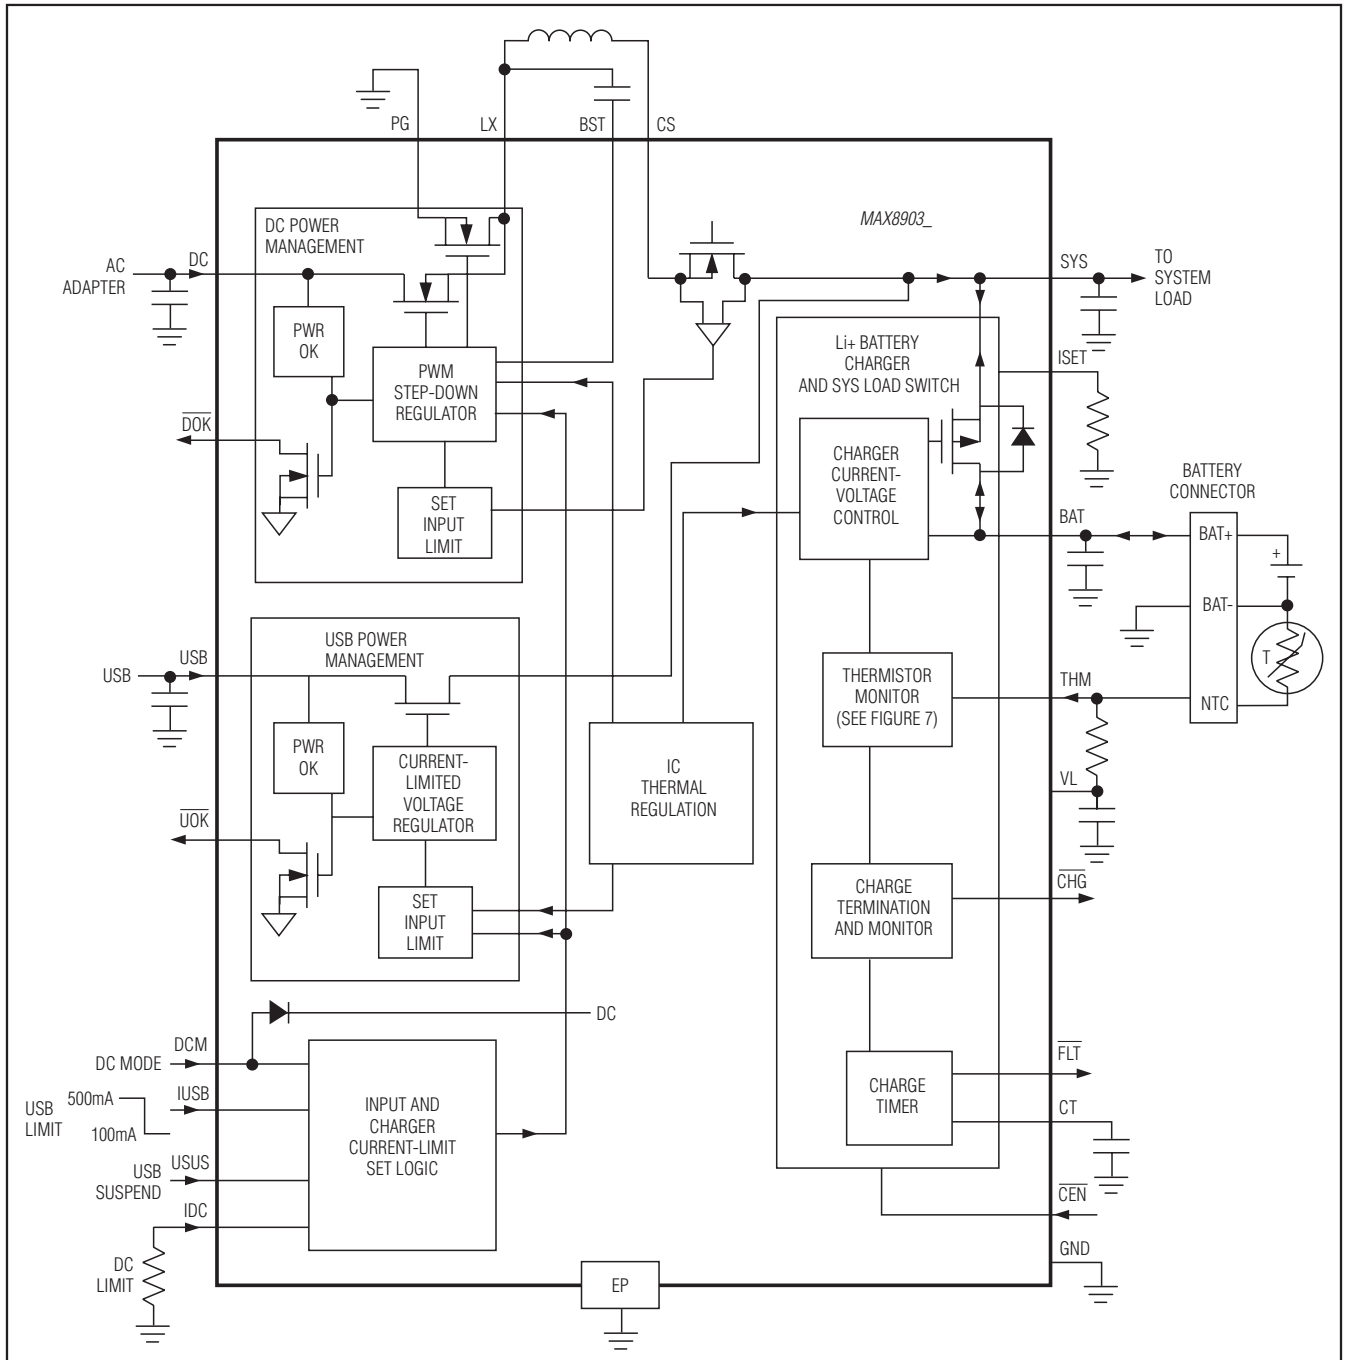 PG
LX
BST
CS
MAX8903_
DC POWER
MANAGEMENT
AC
ADAPTER
DC
PWR
OK
PWM
STEP-DOWN
REGULATOR
DOK
SET
INPUT
LIMIT
SYS
TO
SYSTEM
LOAD
Li+ BATTERY
CHARGER
AND SYS LOAD SWITCH
ISET
CHARGER
CURRENT-
VOLTAGE
CONTROL
BATTERY
CONNECTOR
BAT
BAT+
+
BAT-
T
NTC
USB POWER
MANAGEMENT
USB
USB
PWR
OK
CURRENT-
LIMITED
VOLTAGE
REGULATOR
UOK
SET
INPUT
LIMIT
IC
THERMAL
REGULATION
THERMISTOR
MONITOR
(SEE FIGURE 7)
THM
VL
CHARGE
TERMINATION
AND MONITOR
CHG
DC
DCM
DC MODE
IUSB
USB
LIMIT
500mA
100mA
USUS
USB
SUSPEND
IDC
DC
LIMIT
INPUT AND
CHARGER
CURRENT-LIMIT
SET LOGIC
CHARGE
TIMER
FLT
CT
CEN
GND
EP